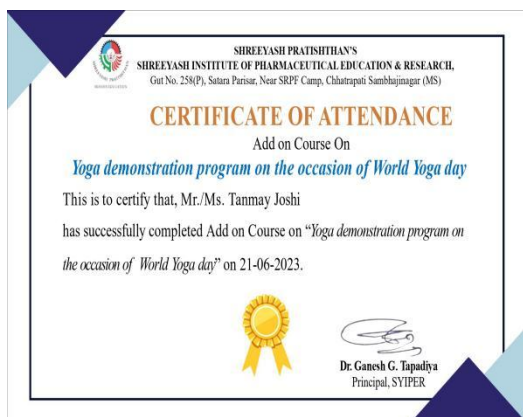 SHREEYASH PRATISHTHAN'S
SHREEYASH INSTITUTE OF PHARMACEUTICAL EDUCATION & RESEARCH,
Gut No. 258(P), Satara Parisar, Near SRPF Camp, Chhatrapati Sambhajinagar (MS)
CERTIFICATE OF ATTENDANCE
Add on Course On
Yoga demonstration program on the occasion of World Yoga day
This is to certify that, Mr./Ms. Tanmay Joshi
has successfully completed Add on Course on "Yoga demonstration program on
the occasion of World Yoga day" on 21-06-2023.
Dr. Ganesh G. Tapadiya
Principal, SYIPER